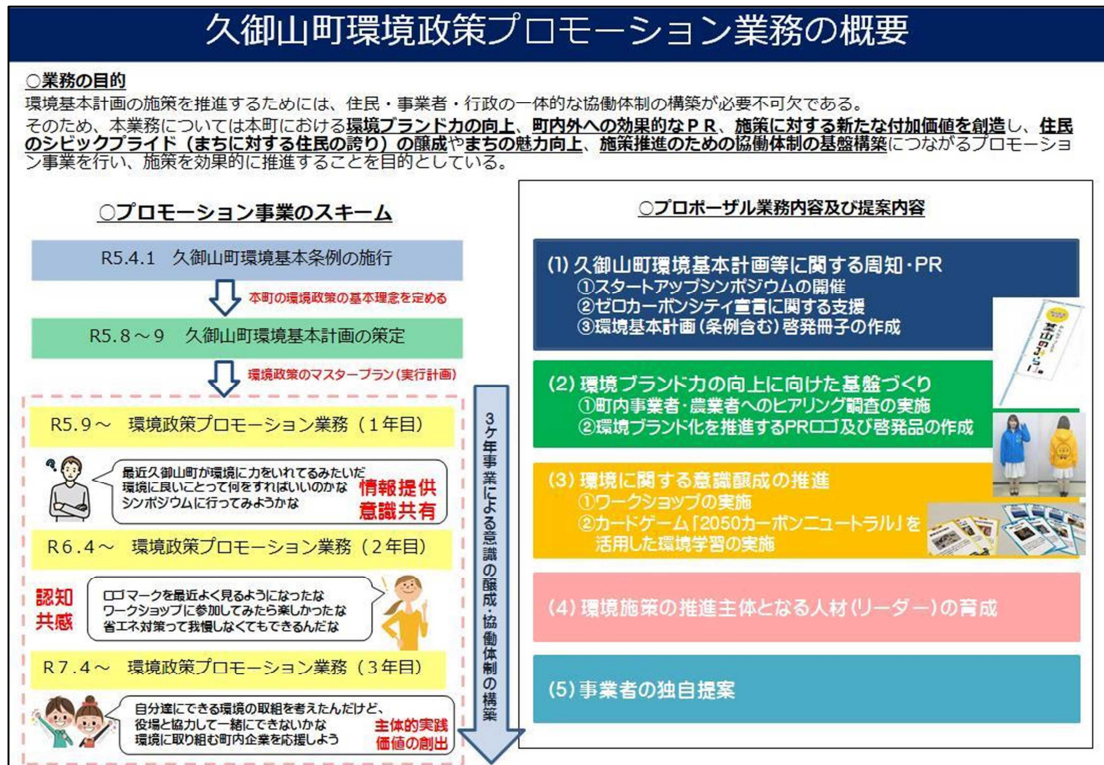 久御山町環境政策プロモーション業務の概要
○業務の目的
環境基本計画の施策を推進するためには、住民・事業者・行政の一体的な協働体制の構築が必要不可欠である。
そのため、本業務については本町における環境ブランド力の向上、町内外への効果的なPR、施策に対する新たな付加価値を創造し、住民
のシビックプライド（まちに対する住民の誇り）の醸成やまちの魅力向上、施策推進のための協働体制の基盤構築につながるプロモーショ
ン事業を行い、施策を効果的に推進することを目的としている。
○プロモーション事業のスキーム
R5.4.1　久御山町環境基本条例の施行
本町の環境政策の基本理念を定める
R5.8～9　久御山町環境基本計画の策定
環境政策のマスタープラン(実行計画)
R5.9～　環境政策プロモーション業務（1年目）
最近久御山町が環境に力をいれてるみたいだ
環境に良いことって何をすればいいのかな
シンポジウムに行ってみようかな
情報提供
意識共有
R6.4～　環境政策プロモーション業務（2年目）
認知
共感
ロゴマークを最近よく見るようになったな
ワークショップに参加してみたら楽しかったな
省エネ対策って我慢しなくてもできるんだな
R7.4～　環境政策プロモーション業務（3年目）
自分達にできる環境の取組を考えたんだけど、
役場と協力して一緒にできないかな
環境に取り組む町内企業を応援しよう
主体的実践
価値の創出
3ヶ年事業による意識の醸成・協働体制の構築
○プロポーザル業務内容及び提案内容
(1)久御山町環境基本計画等に関する周知・PR
①スタートアップシンポジウムの開催
②ゼロカーボンシティ宣言に関する支援
③環境基本計画(条例含む)啓発冊子の作成
(2)環境ブランド力の向上に向けた基盤づくり
①町内事業者・農業者へのヒアリング調査の実施
②環境ブランド化を推進するPRロゴ及び啓発品の作成
(3)環境に関する意識醸成の推進
①ワークショップの実施
②カードゲーム「2050カーボンニュートラル」を
活用した環境学習の実施
(4)環境施策の推進主体となる人材(リーダー)の育成
(5)事業者の独自提案